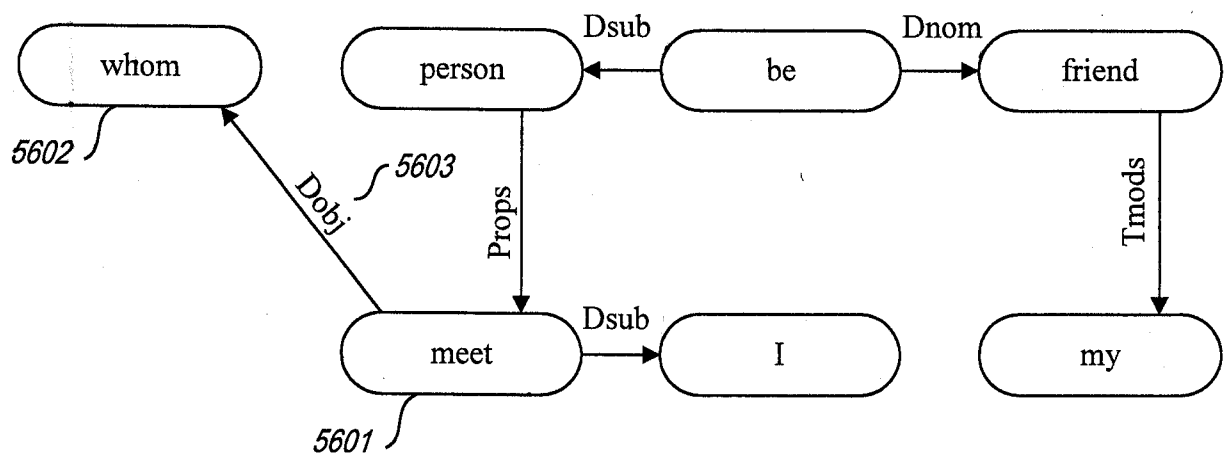 Dsub Dnom
whom person be friend
5602
5603
Dobj
Props
Tmods
Dsub
meet I my
5601